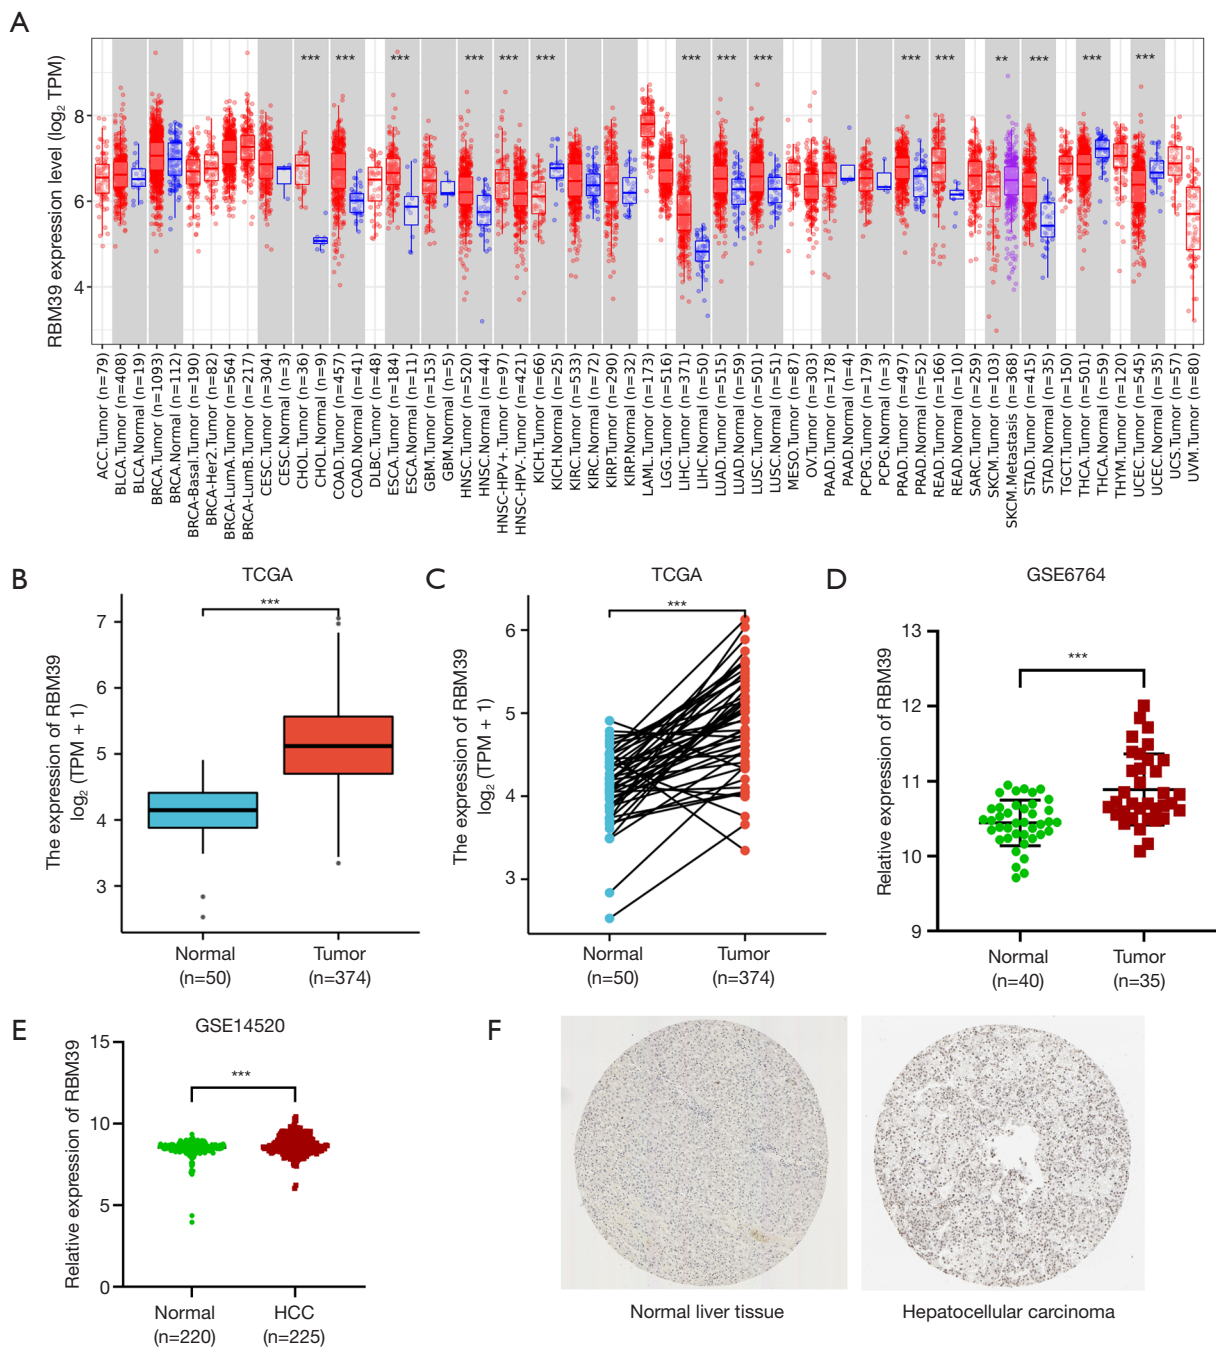 A
RBM39 expression level (log₂ TPM)
8
6
4
*** *** *** *** *** *** *** *** *** *** *** ** *** *** ***
ACC.Tumor (n=79)
BLCA.Tumor (n=408)
BLCA.Normal (n=19)
BRCA.Tumor (n=1093)
BRCA.Normal (n=112)
BRCA-Basal.Tumor (n=190)
BRCA-Her2.Tumor (n=82)
BRCA-LumA.Tumor (n=564)
BRCA-LumB.Tumor (n=217)
CESC.Tumor (n=304)
CESC.Normal (n=3)
CHOL.Tumor (n=36)
CHOL.Normal (n=9)
COAD.Tumor (n=457)
COAD.Normal (n=41)
DLBC.Tumor (n=48)
ESCA.Tumor (n=184)
ESCA.Normal (n=11)
GBM.Tumor (n=153)
GBM.Normal (n=5)
HNSC.Tumor (n=520)
HNSC.Normal (n=44)
HNSC-HPV+.Tumor (n=97)
HNSC-HPV-.Tumor (n=421)
KICH.Tumor (n=66)
KICH.Normal (n=25)
KIRC.Tumor (n=533)
KIRC.Normal (n=72)
KIRP.Tumor (n=290)
KIRP.Normal (n=32)
LAML.Tumor (n=173)
LGG.Tumor (n=516)
LIHC.Tumor (n=371)
LIHC.Normal (n=50)
LUAD.Tumor (n=515)
LUAD.Normal (n=59)
LUSC.Tumor (n=501)
LUSC.Normal (n=51)
MESO.Tumor (n=87)
OV.Tumor (n=303)
PAAD.Tumor (n=178)
PAAD.Normal (n=4)
PCPG.Tumor (n=179)
PCPG.Normal (n=3)
PRAD.Tumor (n=497)
PRAD.Normal (n=52)
READ.Tumor (n=166)
READ.Normal (n=10)
SARC.Tumor (n=259)
SKCM.Tumor (n=103)
SKCM.Metastasis (n=368)
STAD.Tumor (n=415)
STAD.Normal (n=35)
TGCT.Tumor (n=150)
THCA.Tumor (n=501)
THCA.Normal (n=59)
THYM.Tumor (n=120)
UCEC.Tumor (n=545)
UCEC.Normal (n=35)
UCS.Tumor (n=57)
UVM.Tumor (n=80)
B
TCGA
The expression of RBM39
log₂ (TPM + 1)
7
6
5
4
3
***
Normal
(n=50)
Tumor
(n=374)
C
TCGA
The expression of RBM39
log₂ (TPM + 1)
6
5
4
3
***
Normal
(n=50)
Tumor
(n=374)
D
GSE6764
Relative expression of RBM39
13
12
11
10
9
***
Normal
(n=40)
Tumor
(n=35)
E
GSE14520
Relative expression of RBM39
15
10
5
0
***
Normal
(n=220)
HCC
(n=225)
F
Normal liver tissue
Hepatocellular carcinoma